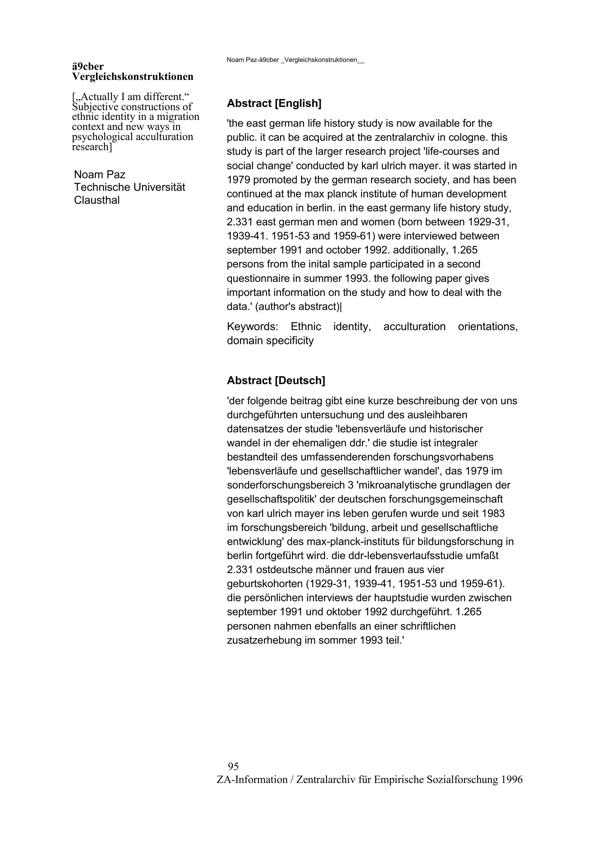 ä9cber
Vergleichskonstruktionen
[„Actually I am different.“
Subjective constructions of
ethnic identity in a migration
context and new ways in
psychological acculturation
research]
Noam Paz
Technische Universität
Clausthal
Noam Paz-ä9cber _Vergleichskonstruktionen__
Abstract [English]
'the east german life history study is now available for the
public. it can be acquired at the zentralarchiv in cologne. this
study is part of the larger research project 'life-courses and
social change' conducted by karl ulrich mayer. it was started in
1979 promoted by the german research society, and has been
continued at the max planck institute of human development
and education in berlin. in the east germany life history study,
2.331 east german men and women (born between 1929-31,
1939-41. 1951-53 and 1959-61) were interviewed between
september 1991 and october 1992. additionally, 1.265
persons from the inital sample participated in a second
questionnaire in summer 1993. the following paper gives
important information on the study and how to deal with the
data.' (author's abstract)|
Keywords: Ethnic identity, acculturation orientations,
domain specificity
Abstract [Deutsch]
'der folgende beitrag gibt eine kurze beschreibung der von uns
durchgeführten untersuchung und des ausleihbaren
datensatzes der studie 'lebensverläufe und historischer
wandel in der ehemaligen ddr.' die studie ist integraler
bestandteil des umfassenderenden forschungsvorhabens
'lebensverläufe und gesellschaftlicher wandel', das 1979 im
sonderforschungsbereich 3 'mikroanalytische grundlagen der
gesellschaftspolitik' der deutschen forschungsgemeinschaft
von karl ulrich mayer ins leben gerufen wurde und seit 1983
im forschungsbereich 'bildung, arbeit und gesellschaftliche
entwicklung' des max-planck-instituts für bildungsforschung in
berlin fortgeführt wird. die ddr-lebensverlaufsstudie umfaßt
2.331 ostdeutsche männer und frauen aus vier
geburtskohorten (1929-31, 1939-41, 1951-53 und 1959-61).
die persönlichen interviews der hauptstudie wurden zwischen
september 1991 und oktober 1992 durchgeführt. 1.265
personen nahmen ebenfalls an einer schriftlichen
zusatzerhebung im sommer 1993 teil.'
95
ZA-Information / Zentralarchiv für Empirische Sozialforschung 1996